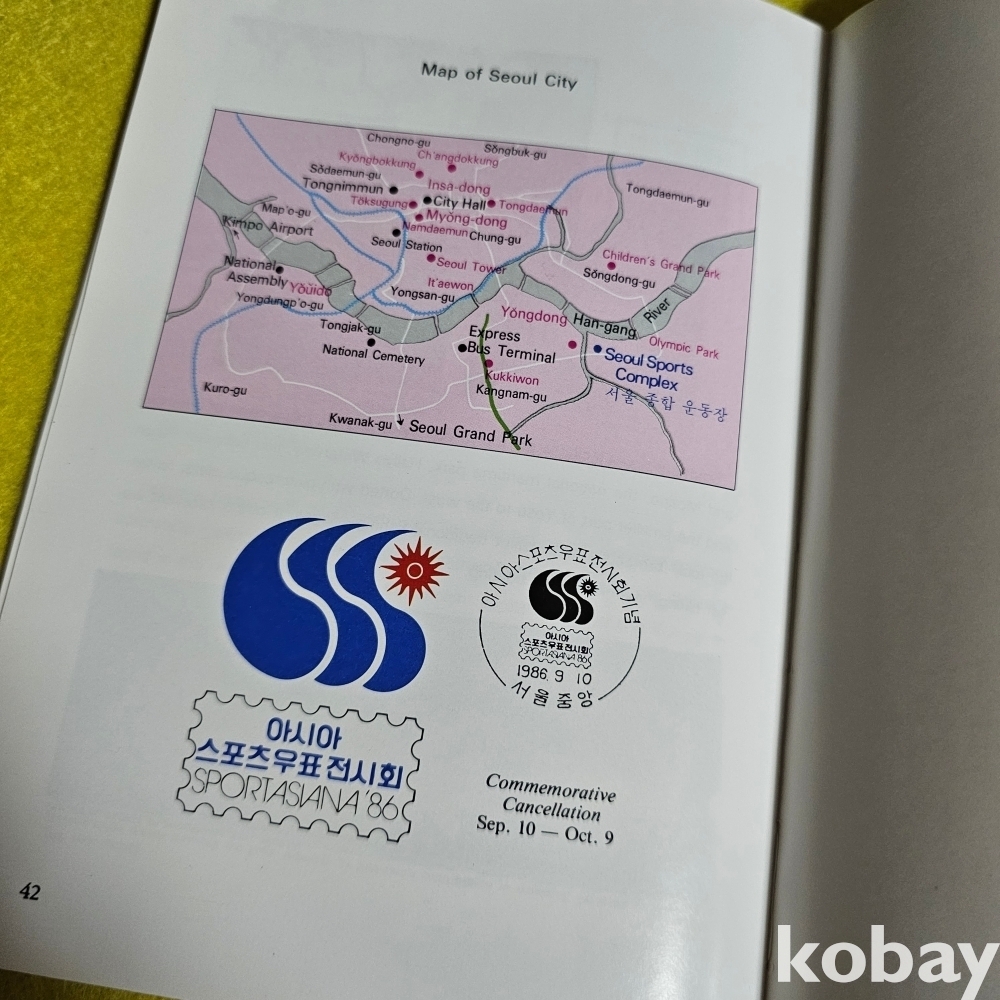 Map of Seoul City
Chongno-gu
Sŏngbuk-gu
Kyŏngbokkung
Ch'angdokkung
Sŏdaemun-gu
Tongnimmun
Insa-dong
Tongdaemun-gu
Tŏksugung
City Hall
Tongdaemun
Map'o-gu
Myŏng-dong
Kimpo Airport
Namdaemun
Chung-gu
Seoul Station
Seoul Tower
Children's Grand Park
Sŏngdong-gu
National
Assembly
Yŏŭido
It'aewon
Yongsan-gu
Yongdungp'o-gu
Tongjak-gu
National Cemetery
Yŏngdong
Han-gang
River
Express
Bus Terminal
Olympic Park
Seoul Sports
Complex
서울 종합 운동장
Kukkiwon
Kangnam-gu
Kuro-gu
Kwanak-gu
Seoul Grand Park
아시아
스포츠우표전시회
SPORTASIANA '86
아시아스포츠우표전시회기념
아시아
스포츠우표전시회
SPORTASIANA '86
1986. 9 10
서울중앙
Commemorative
Cancellation
Sep. 10 — Oct. 9
42
kobay